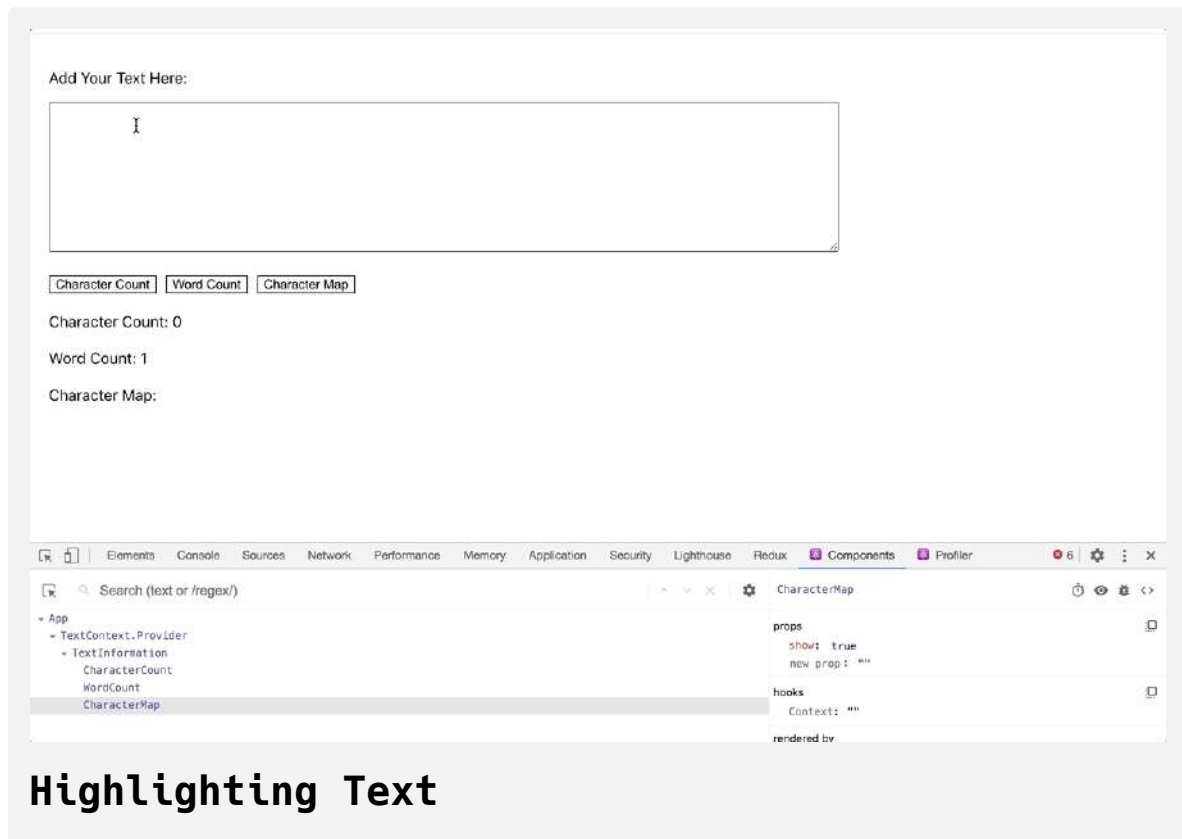 Add Your Text Here:
Character Count Word Count Character Map
Character Count: 0
Word Count: 1
Character Map:
Elements Console Sources Network Performance Memory Application Security Lighthouse Redux Components Profiler 6
Search (text or /regex/) CharacterMap
App
TextContext.Provider
TextInformation
CharacterCount
WordCount
CharacterMap
props
show: true
new prop: ""
hooks
Context: ""
rendered by
Highlighting Text